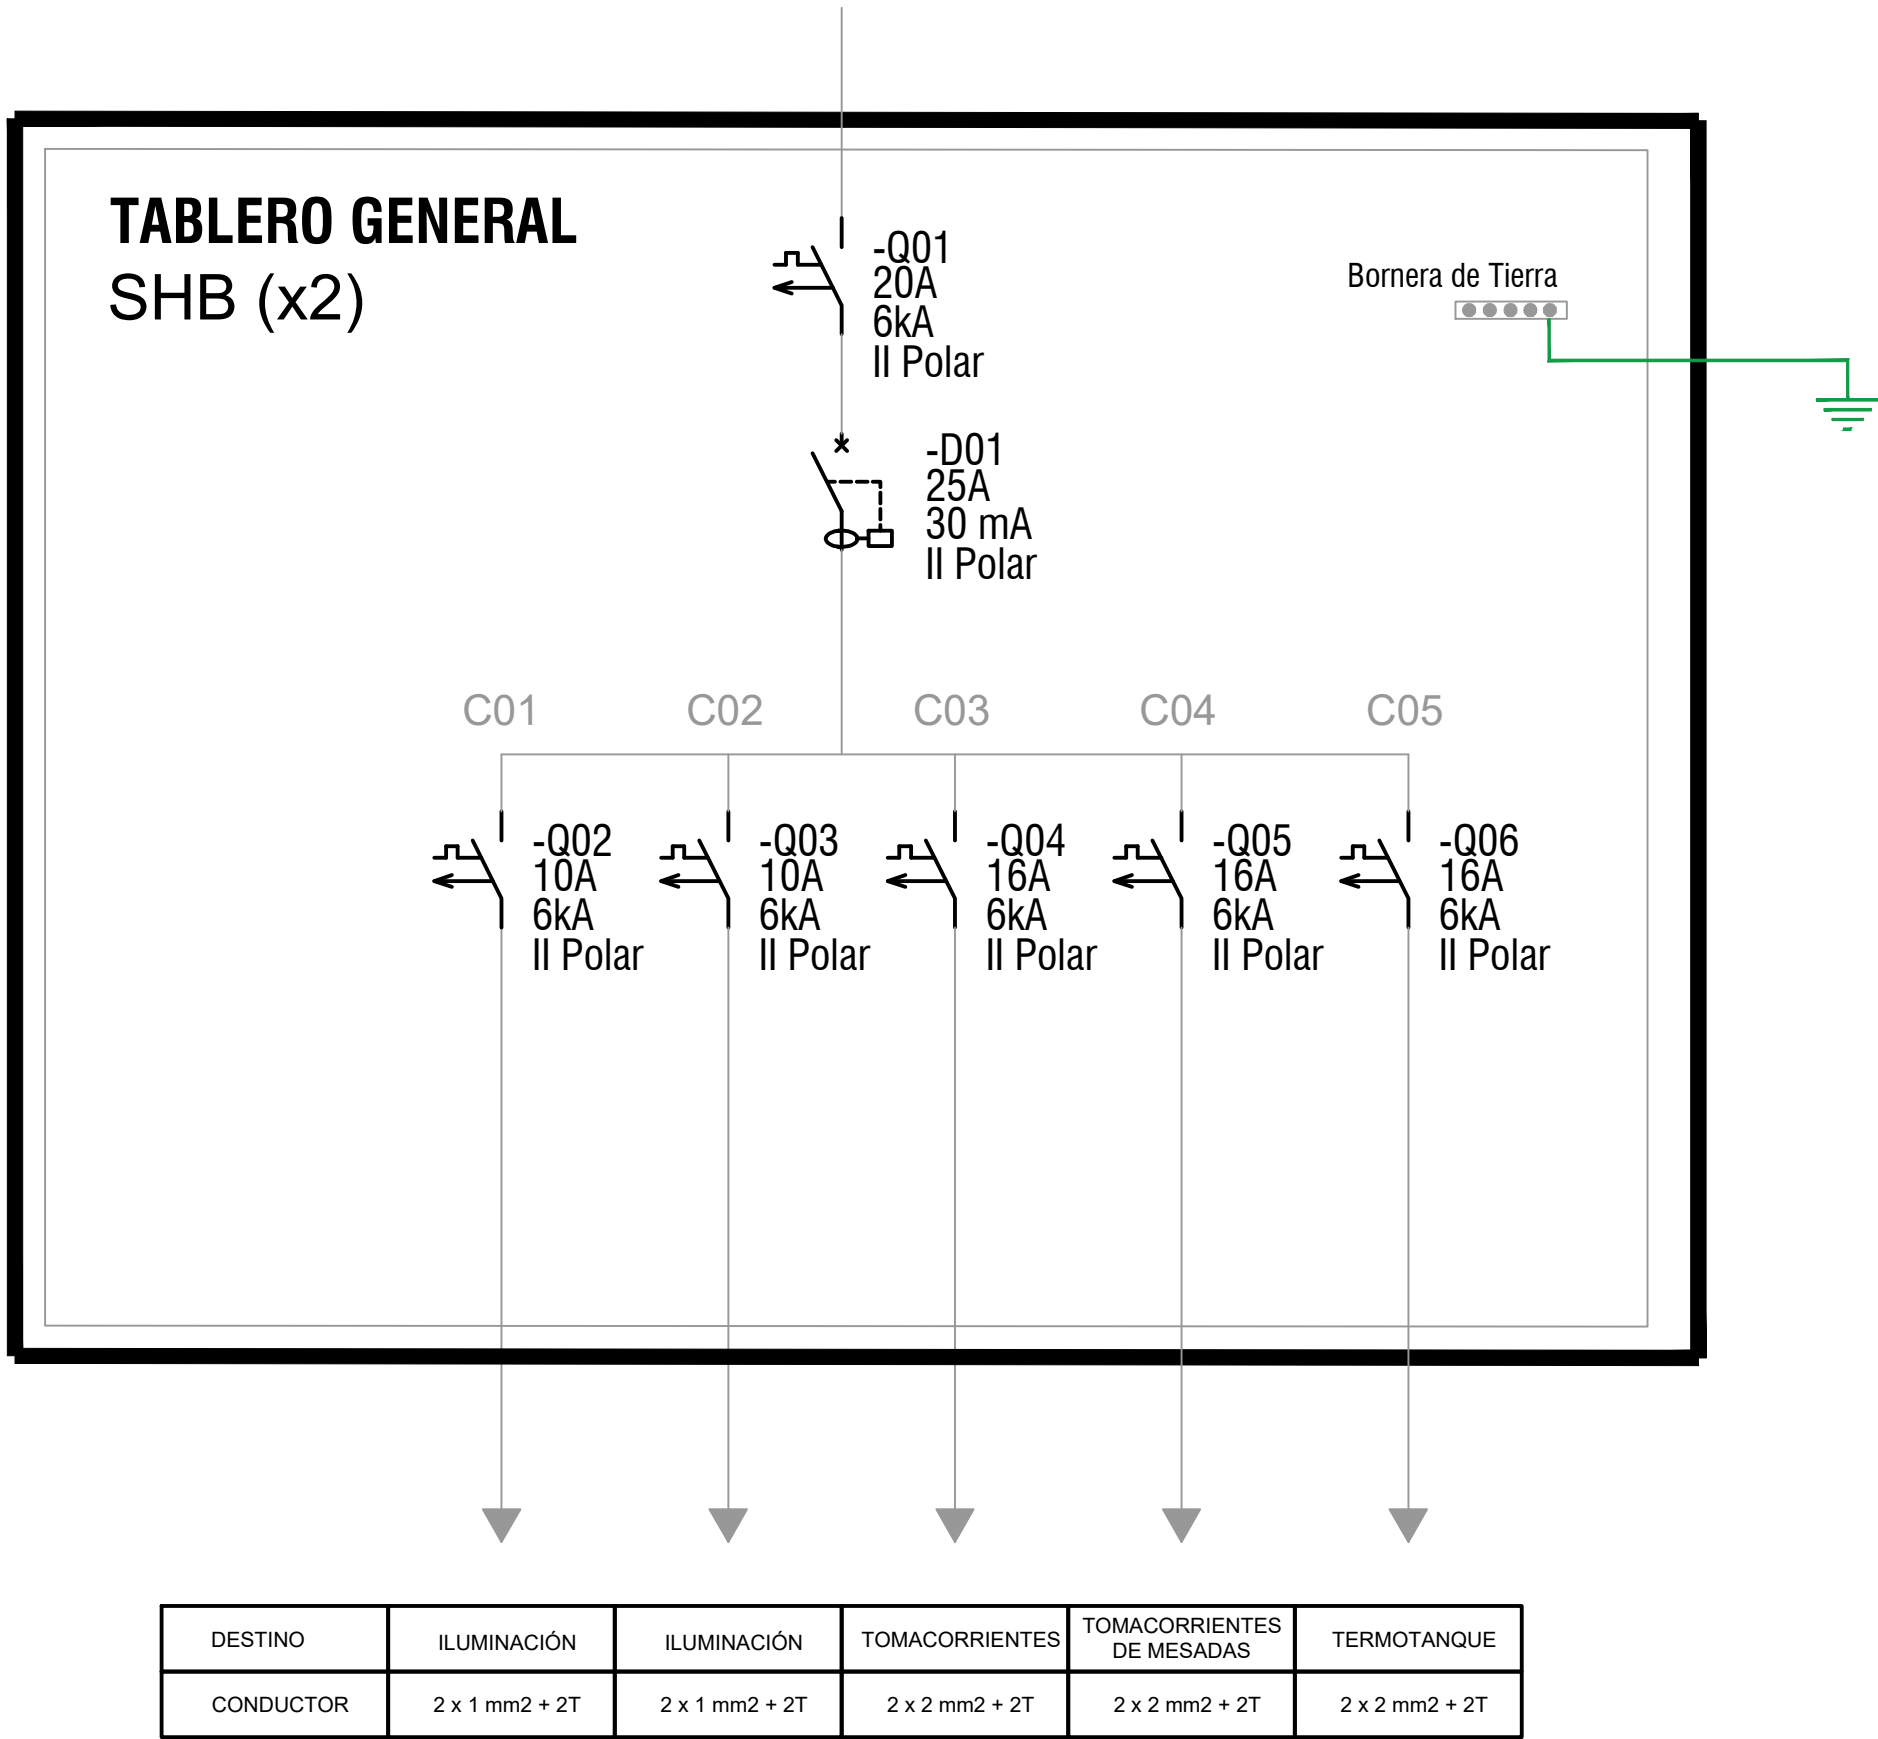 TABLERO GENERAL
SHB (x2)
-Q01
20A
6kA
II Polar
Bornera de Tierra
-D01
25A
30 mA
II Polar
C01 C02 C03 C04 C05
-Q02
10A
6kA
II Polar
-Q03
10A
6kA
II Polar
-Q04
16A
6kA
II Polar
-Q05
16A
6kA
II Polar
-Q06
16A
6kA
II Polar
DESTINO ILUMINACIÓN ILUMINACIÓN TOMACORRIENTES TOMACORRIENTES
DE MESADAS TERMOTANQUE
CONDUCTOR 2 x 1 mm2 + 2T 2 x 1 mm2 + 2T 2 x 2 mm2 + 2T 2 x 2 mm2 + 2T 2 x 2 mm2 + 2T